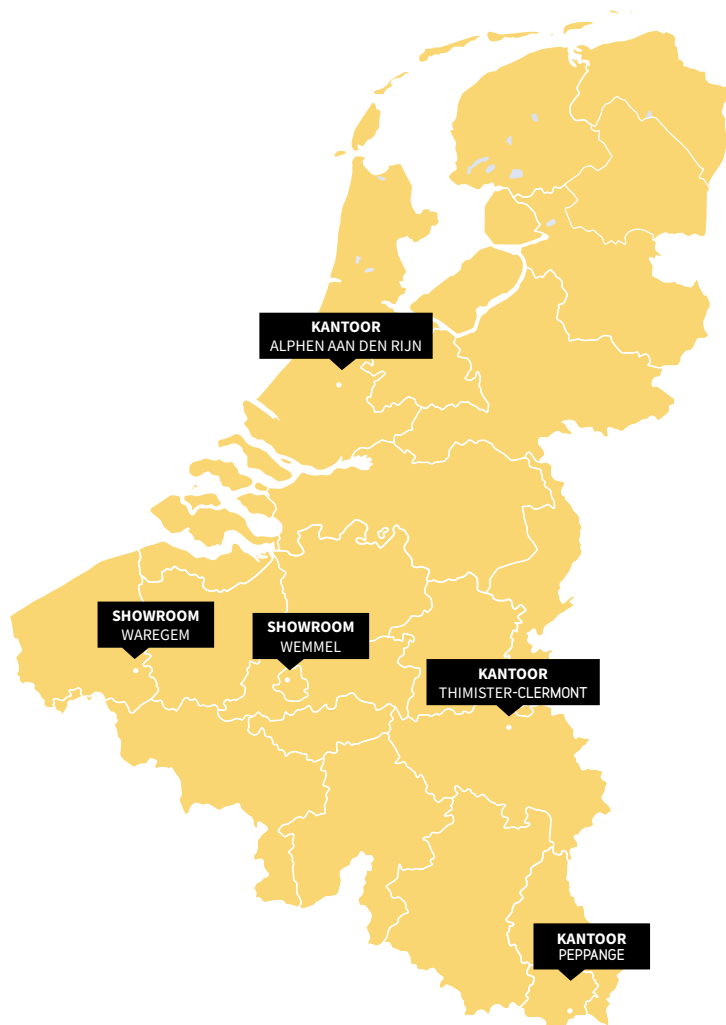 KANTOOR
ALPHEN AAN DEN RIJN
SHOWROOM
WAREGEM
SHOWROOM
WEMMEL
KANTOOR
THIMISTER-CLERMONT
KANTOOR
PEPPANGE